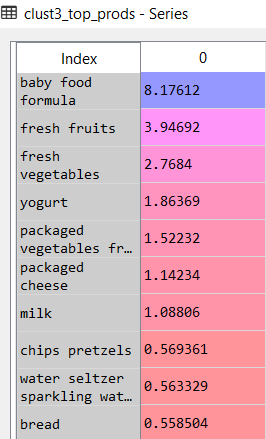 clust3_top_prods - Series
Index 0
baby food
formula 8.17612
fresh fruits 3.94692
fresh
vegetables 2.7684
yogurt 1.86369
packaged
vegetables fr… 1.52232
packaged
cheese 1.14234
milk 1.08806
chips pretzels 0.569361
water seltzer
sparkling wat… 0.563329
bread 0.558504